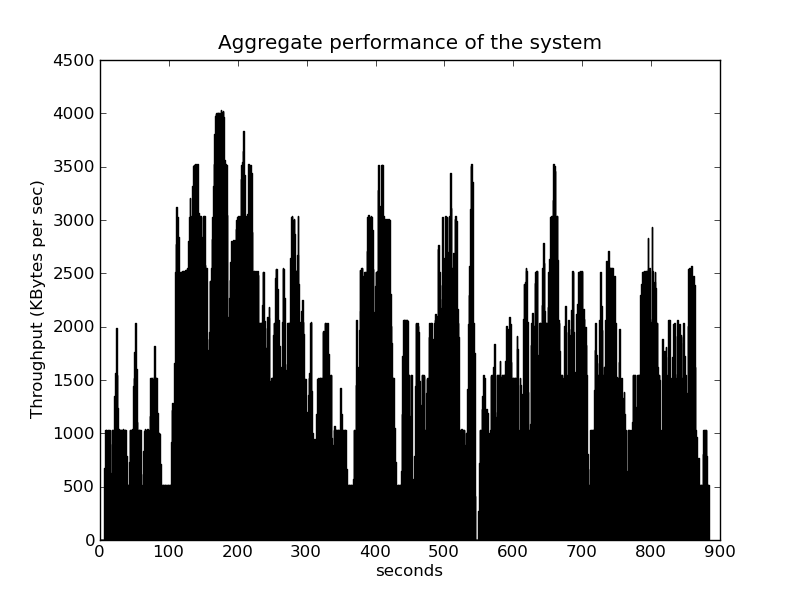 Aggregate performance of the system
4500
4000
3500
3000
2500
2000
1500
1000
500
0
Throughput (KBytes per sec)
0 100 200 300 400 500 600 700 800 900
seconds